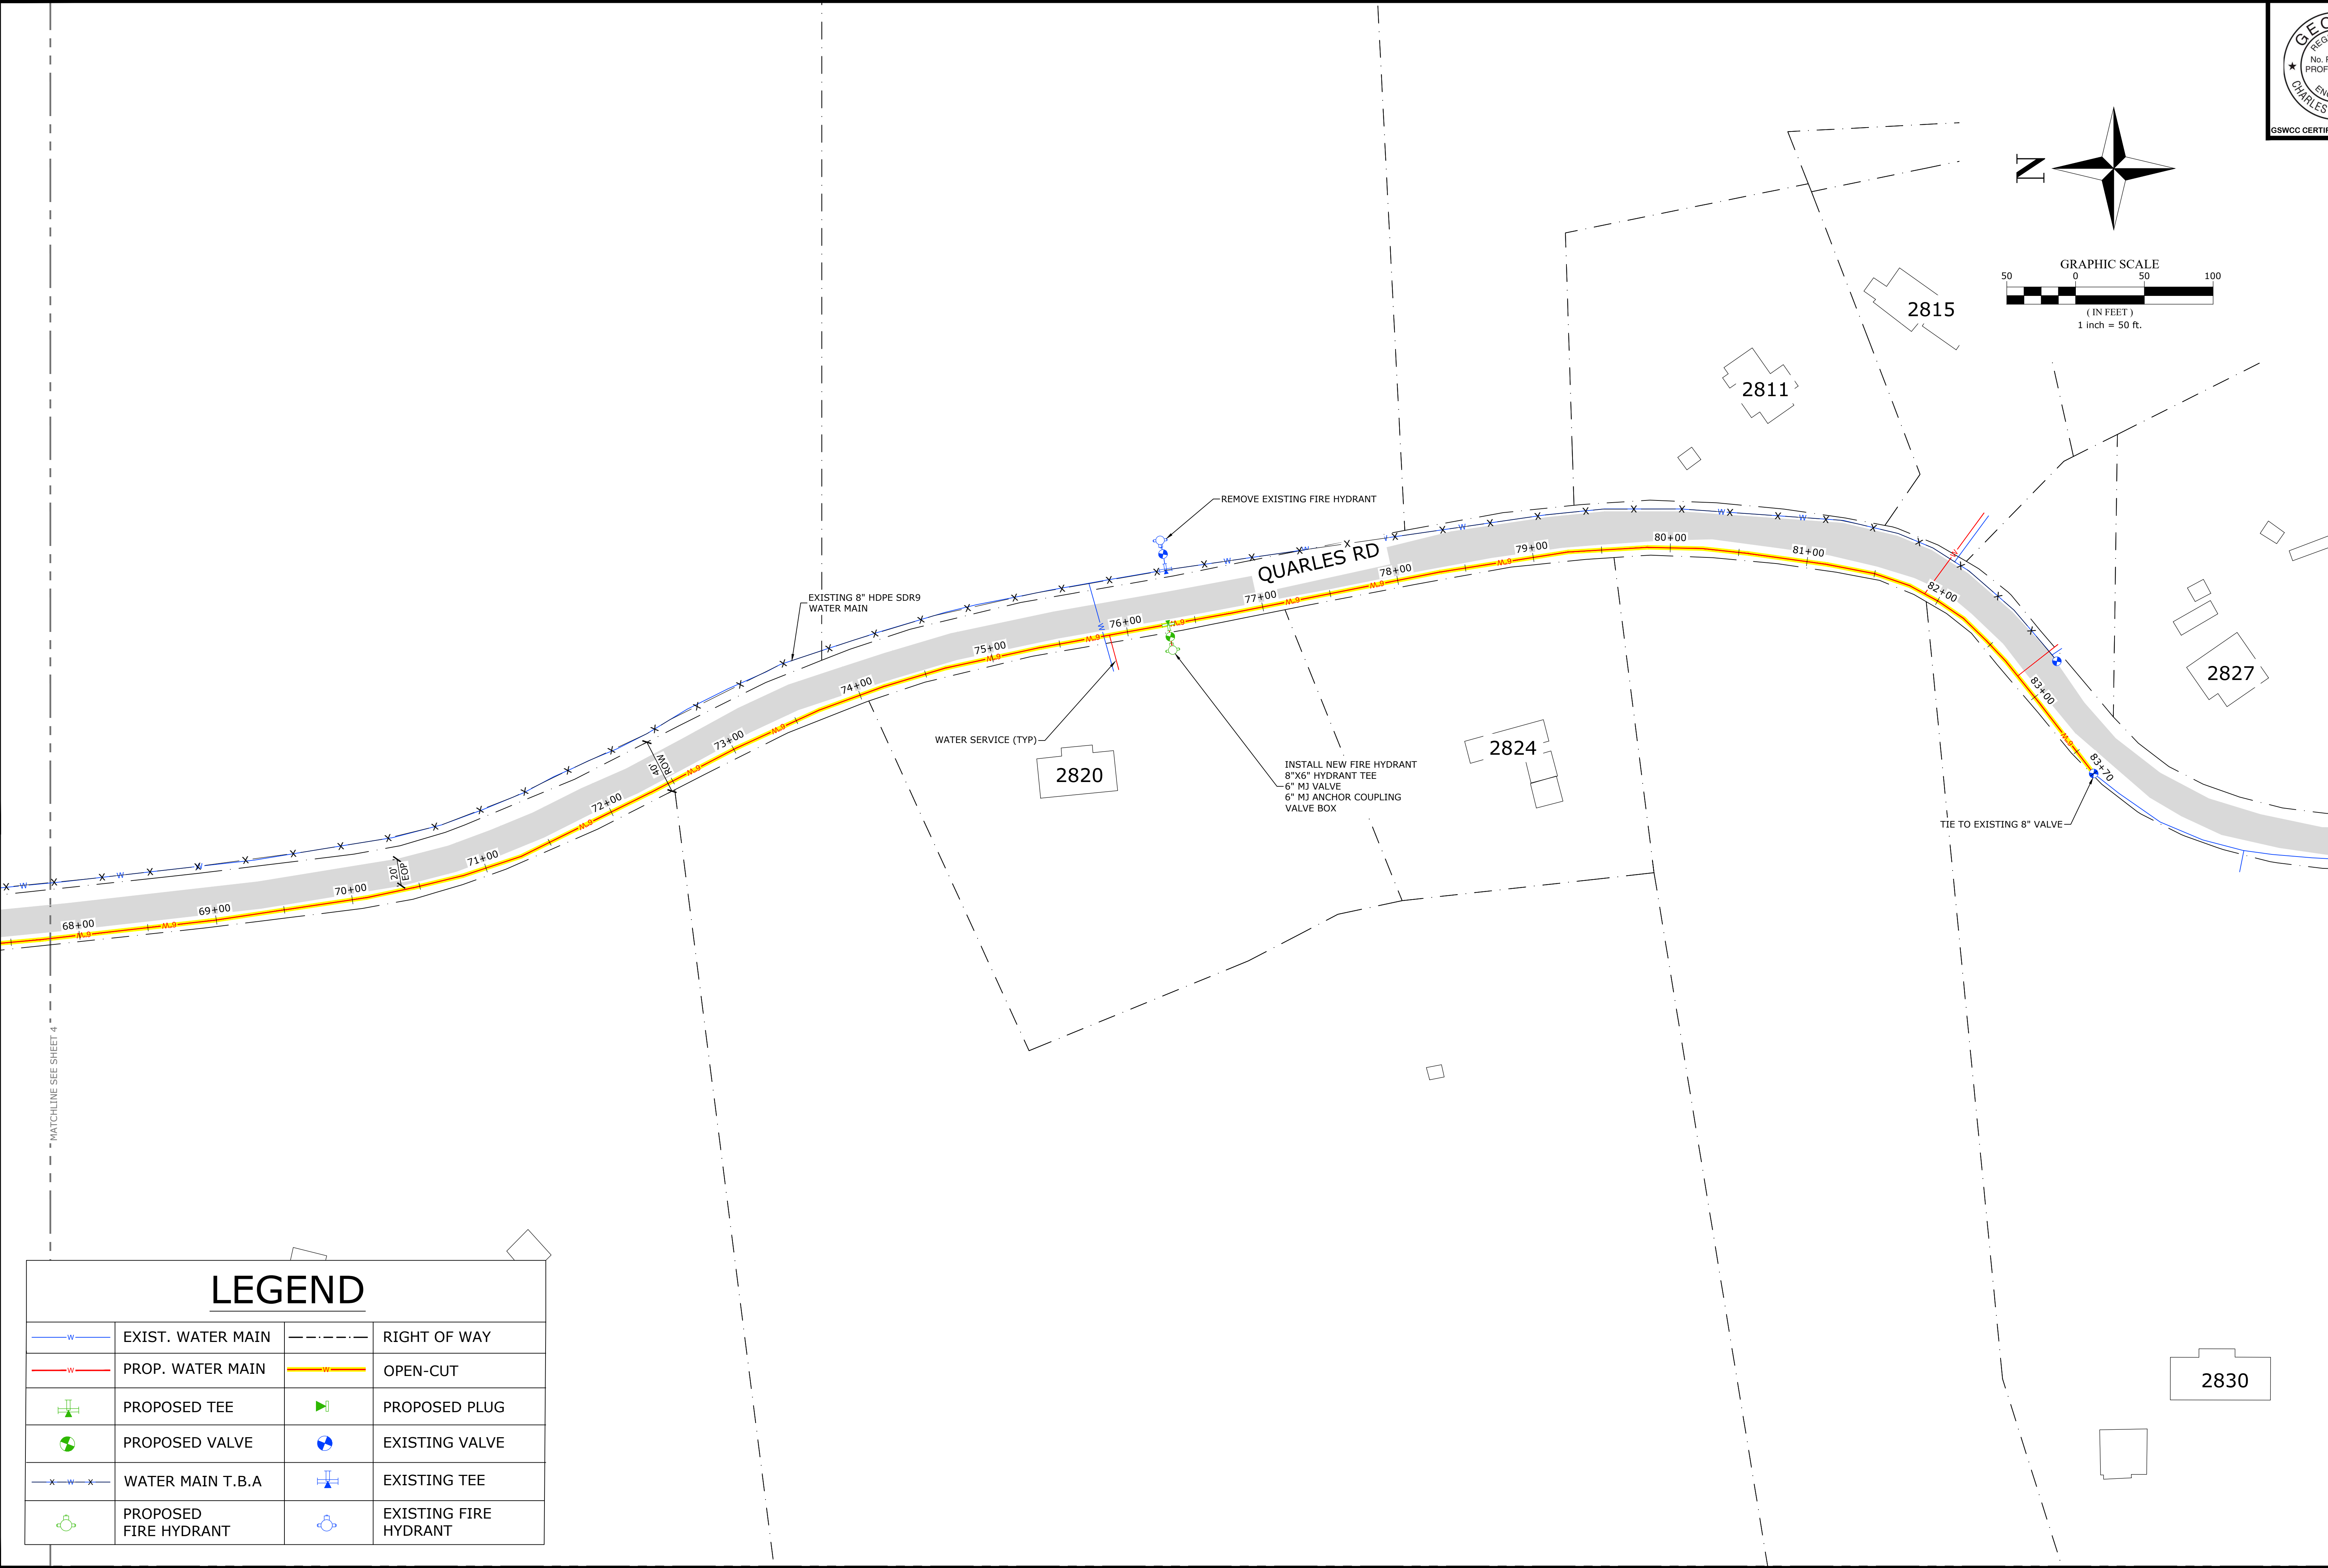 GSWCC CERTIF
No. P
PROF
CHARLES
N
GRAPHIC SCALE
50 0 50 100
( IN FEET )
1 inch = 50 ft.
2815
2811
REMOVE EXISTING FIRE HYDRANT
QUARLES RD
EXISTING 8" HDPE SDR9
WATER MAIN
68+00
69+00
70+00
71+00
72+00
73+00
74+00
75+00
76+00
77+00
78+00
79+00
80+00
81+00
82+00
83+00
83+70
20'
EOP
40'
ROW
2827
WATER SERVICE (TYP)
2820
2824
INSTALL NEW FIRE HYDRANT
8"X6" HYDRANT TEE
6" MJ VALVE
6" MJ ANCHOR COUPLING
VALVE BOX
TIE TO EXISTING 8" VALVE
MATCHLINE SEE SHEET 4
2830
LEGEND
W EXIST. WATER MAIN RIGHT OF WAY
W PROP. WATER MAIN W OPEN-CUT
PROPOSED TEE PROPOSED PLUG
PROPOSED VALVE EXISTING VALVE
X W X WATER MAIN T.B.A EXISTING TEE
PROPOSED
FIRE HYDRANT
EXISTING FIRE
HYDRANT